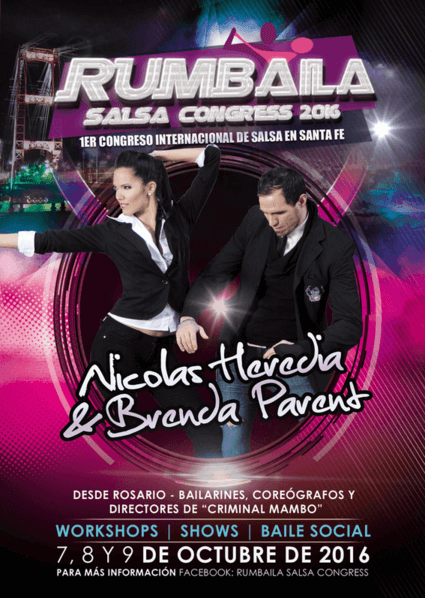 RUMBAILA
SALSA CONGRESS 2016
1ER CONGRESO INTERNACIONAL DE SALSA EN SANTA FE
Nicolas Heredia
& Brenda Parent
DESDE ROSARIO - BAILARINES, COREÓGRAFOS Y
DIRECTORES DE “CRIMINAL MAMBO”
WORKSHOPS | SHOWS | BAILE SOCIAL
7, 8 Y 9 DE OCTUBRE DE 2016
PARA MÁS INFORMACIÓN FACEBOOK: RUMBAILA SALSA CONGRESS